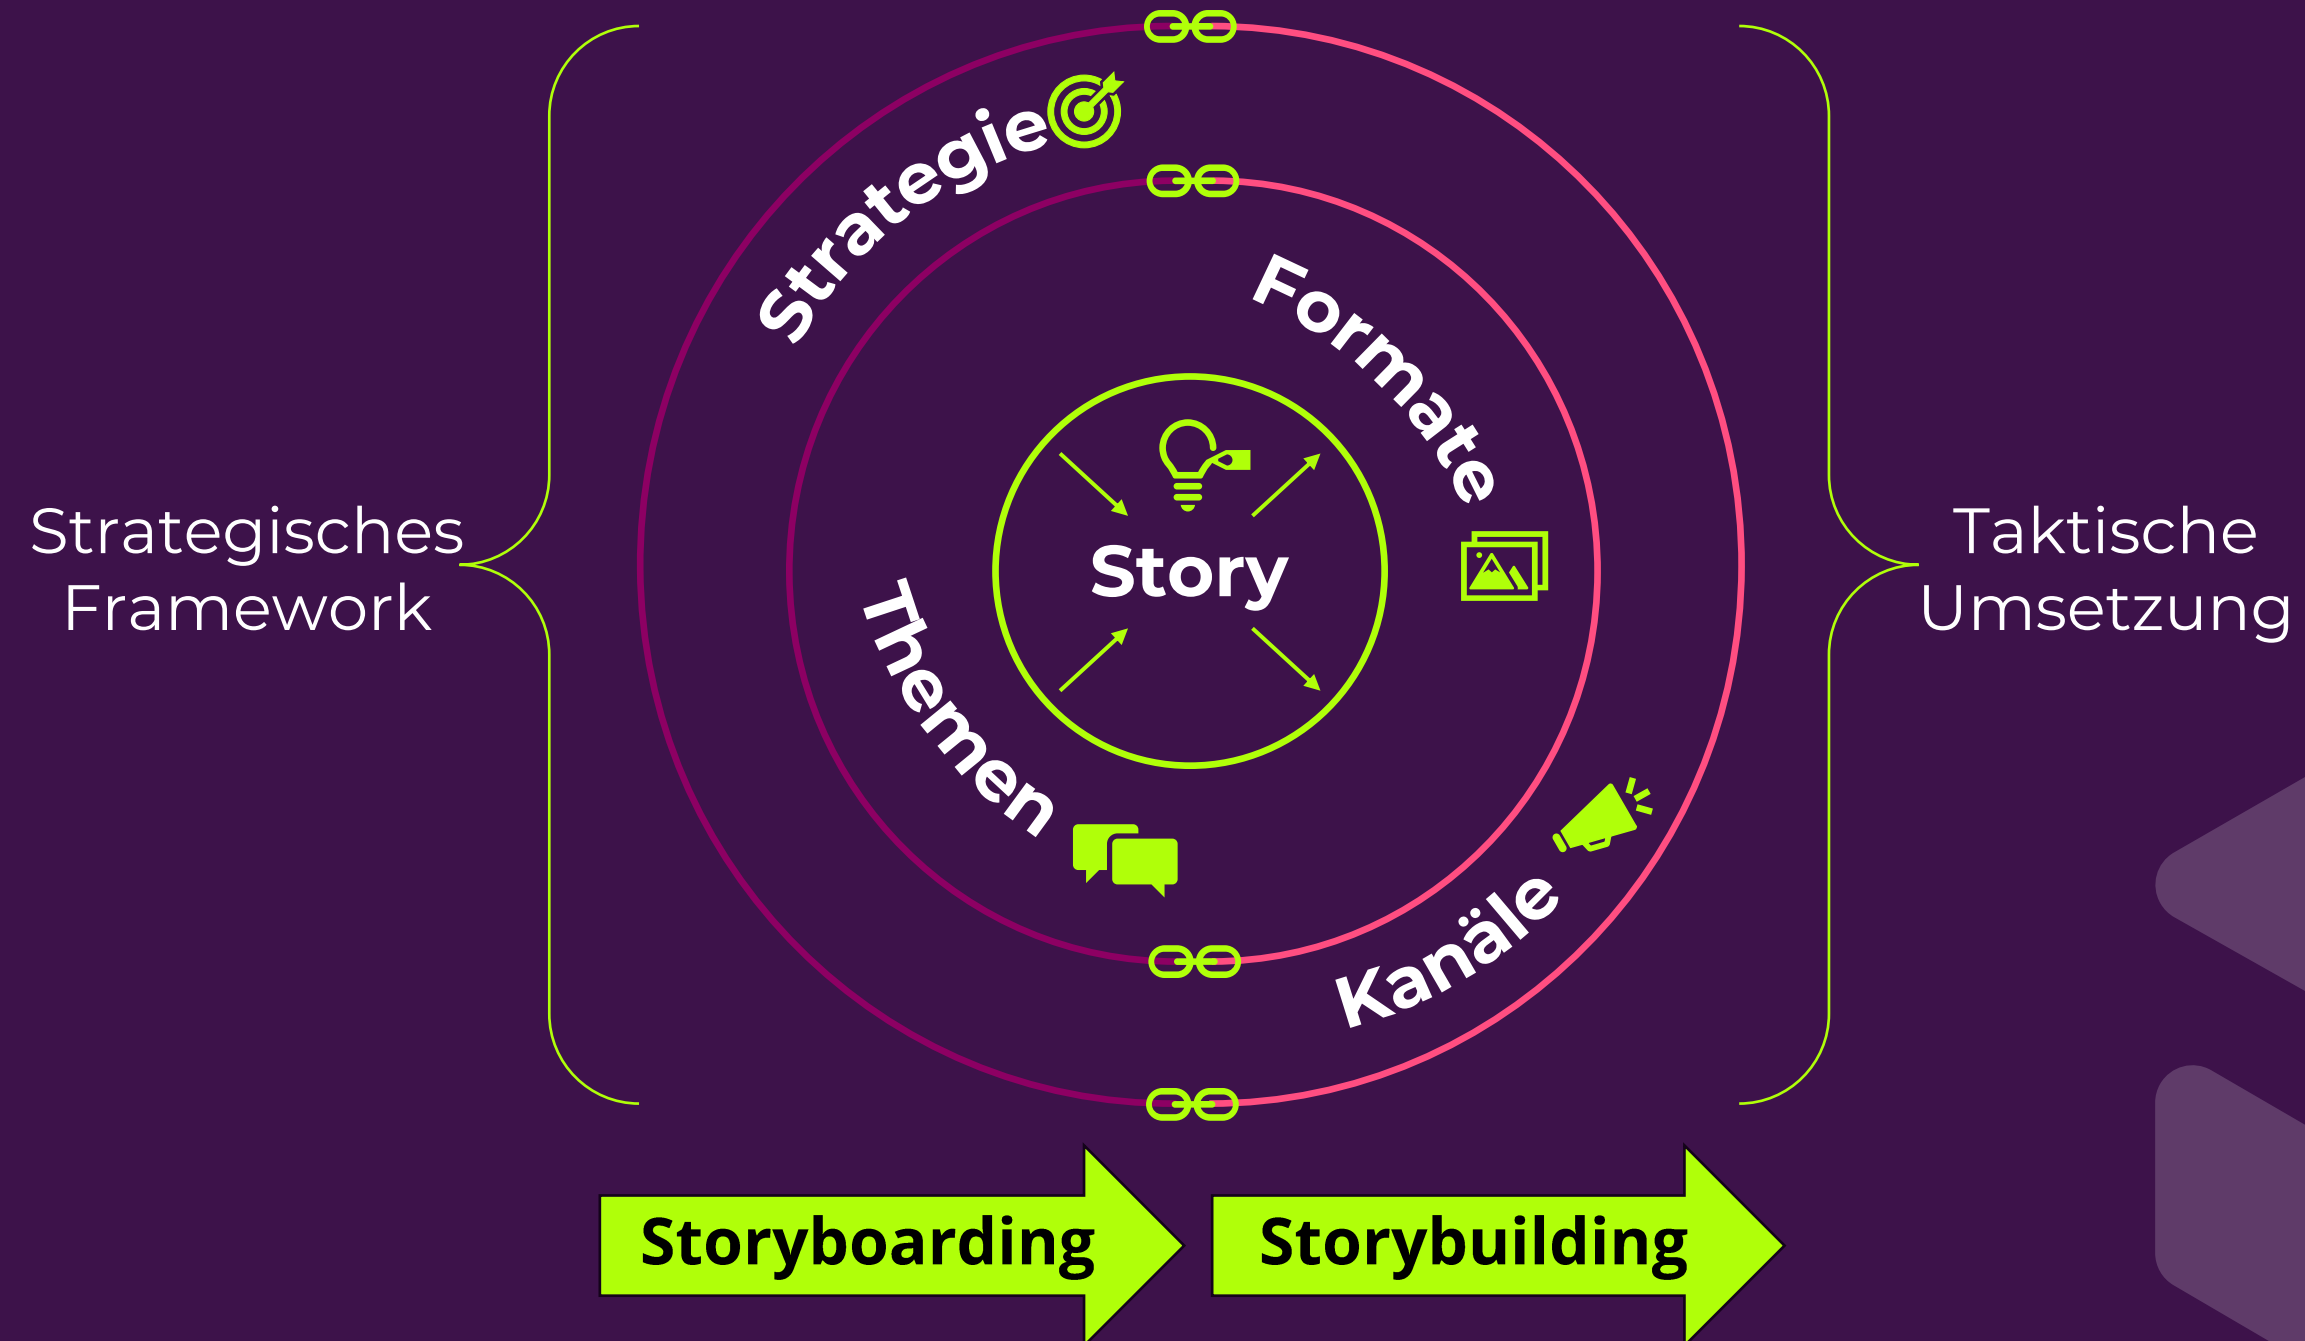 Strategie
Formate
Strategisches
Framework
Story
Taktische
Umsetzung
Themen
Kanäle
Storyboarding
Storybuilding